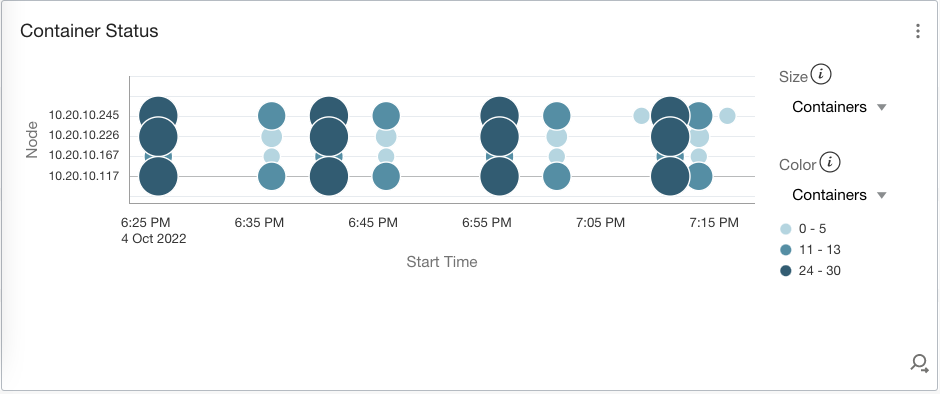 Container Status
Size i
Containers
10.20.10.245
10.20.10.226
10.20.10.167
10.20.10.117
Node
6:25 PM 6:35 PM 6:45 PM 6:55 PM 7:05 PM 7:15 PM
4 Oct 2022
Start Time
Color i
Containers
0 - 5
11 - 13
24 - 30